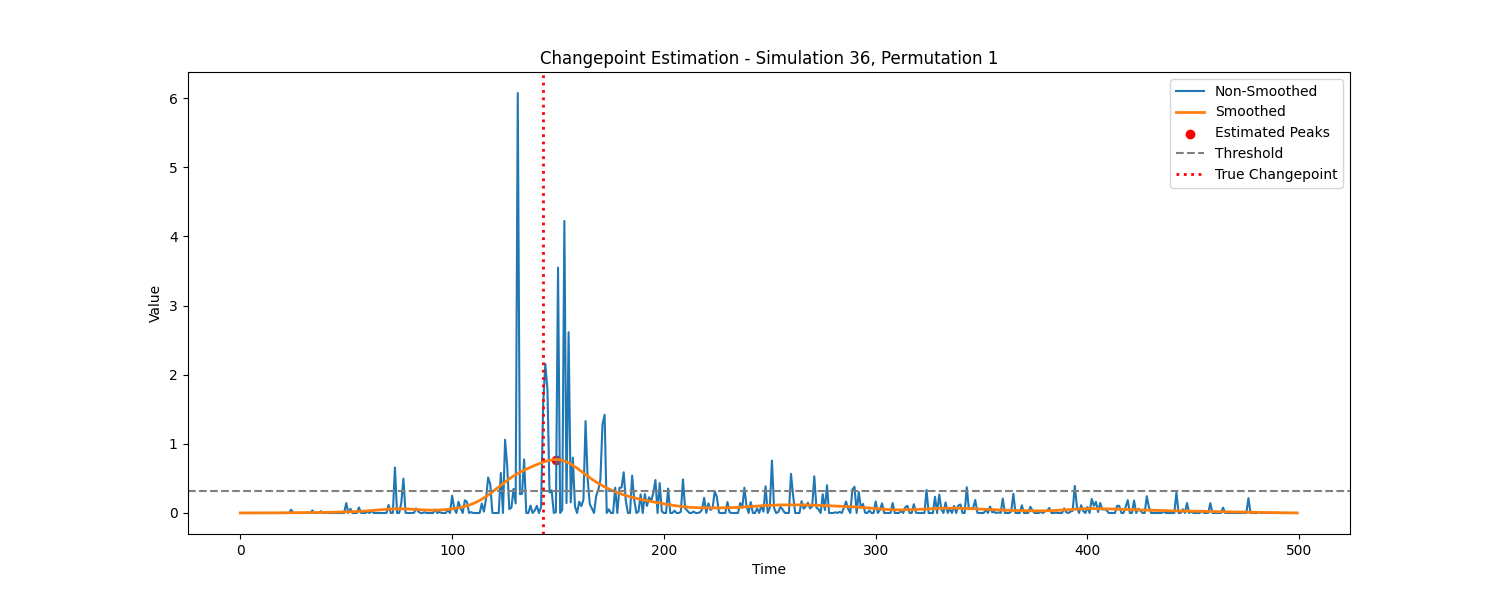 Changepoint Estimation - Simulation 36, Permutation 1
Non-Smoothed
Smoothed
Estimated Peaks
Threshold
True Changepoint
Value
6
5
4
3
2
1
0
0 100 200 300 400 500
Time